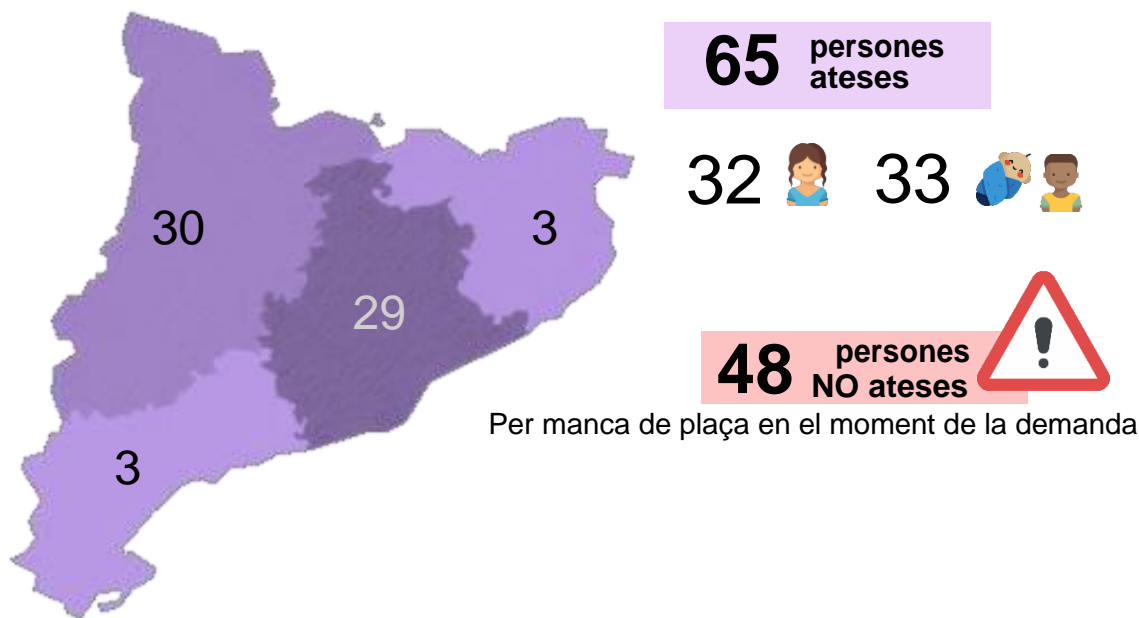 65 persones
ateses
32 33
30
3
29
3
48 persones
NO ateses
Per manca de plaça en el moment de la demanda